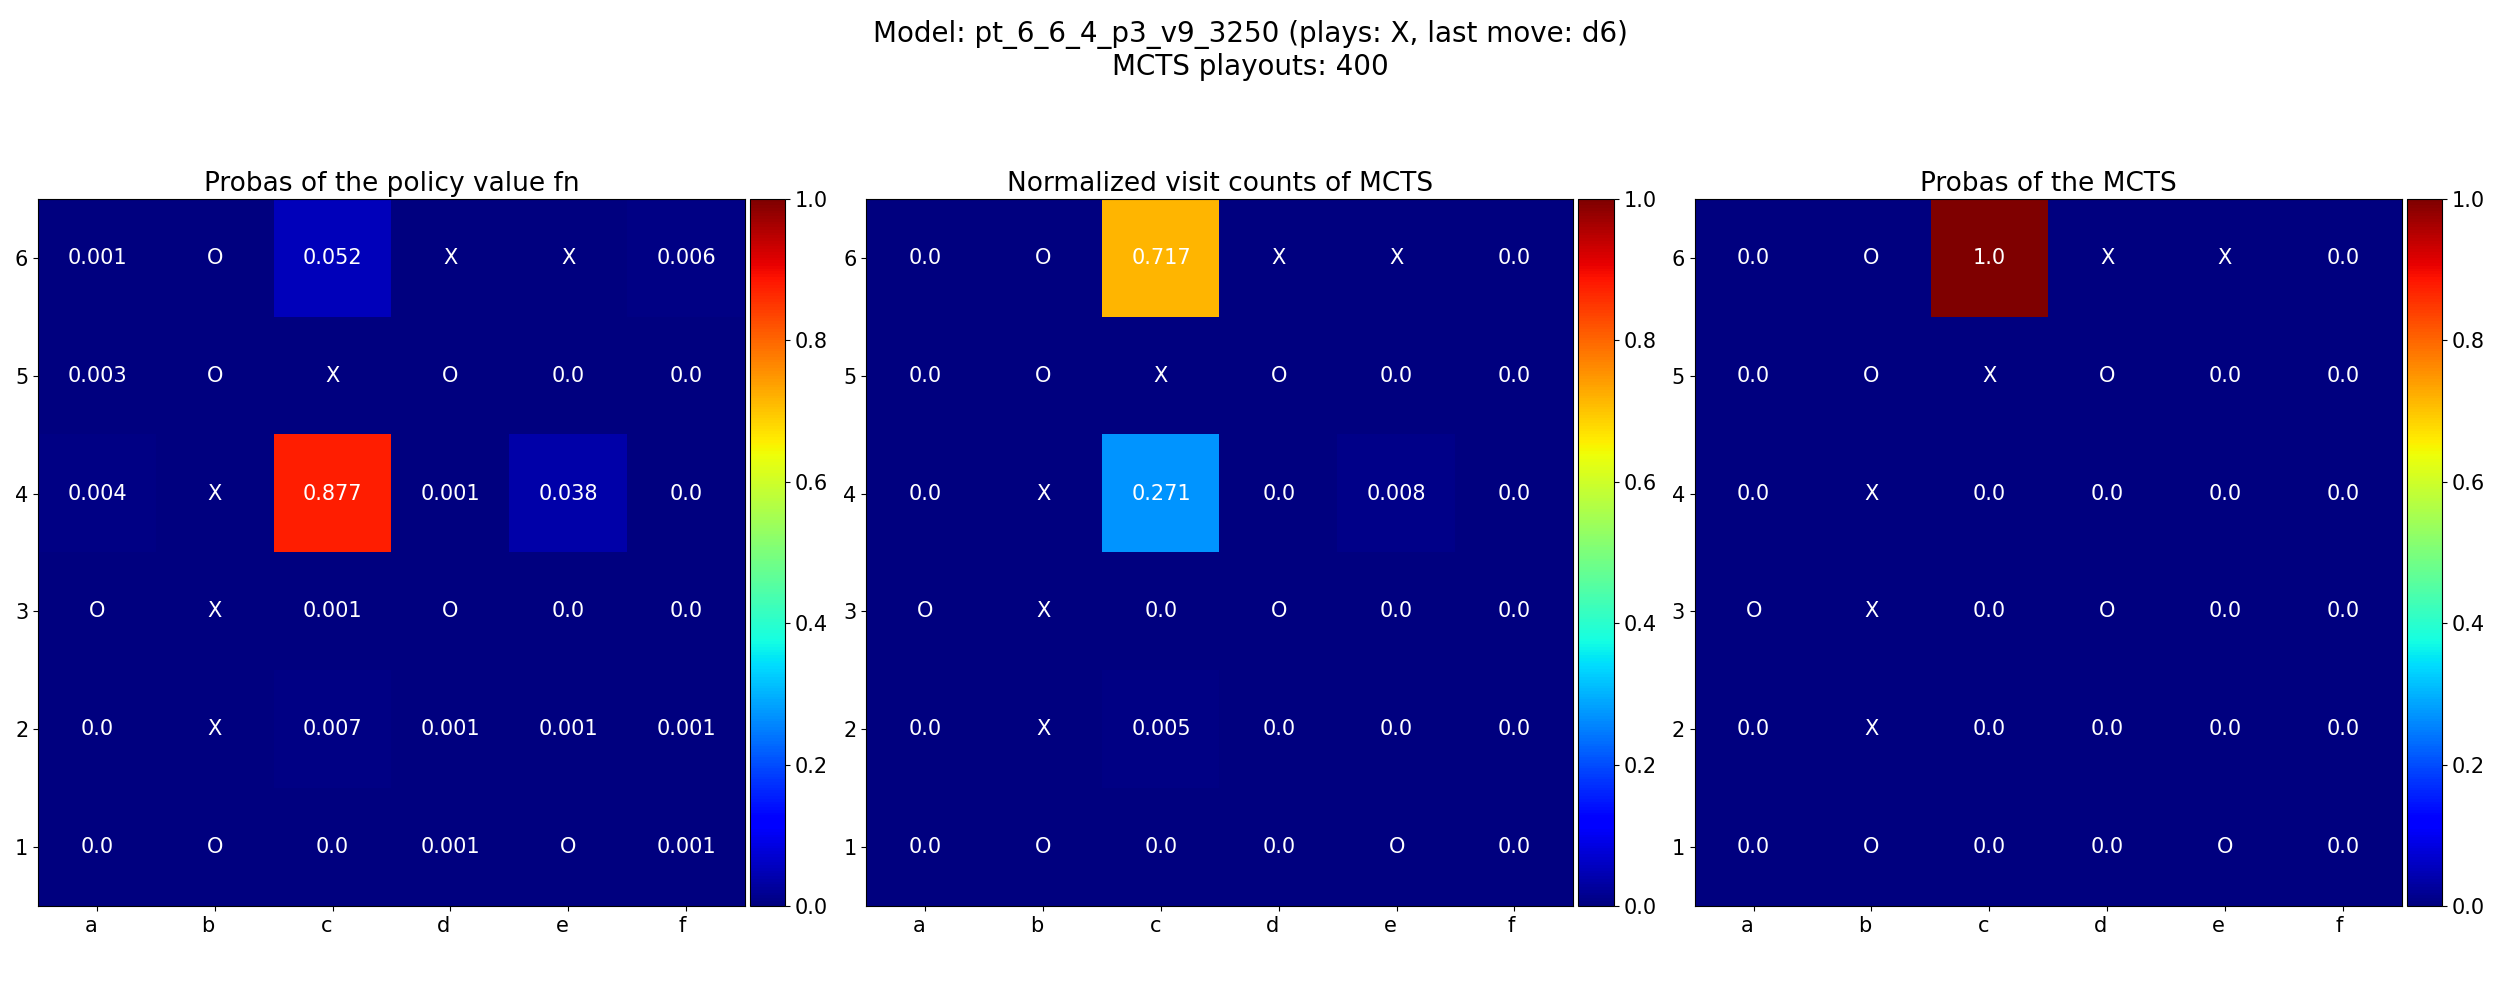 Model: pt_6_6_4_p3_v9_3250 (plays: X, last move: d6)
MCTS playouts: 400
Probas of the policy value fn
6 0.001 O 0.052 X X 0.006
5 0.003 O X O 0.0 0.0
4 0.004 X 0.877 0.001 0.038 0.0
3 O X 0.001 O 0.0 0.0
2 0.0 X 0.007 0.001 0.001 0.001
1 0.0 O 0.0 0.001 O 0.001
a b c d e f
1.0
0.8
0.6
0.4
0.2
0.0
Normalized visit counts of MCTS
6 0.0 O 0.717 X X 0.0
5 0.0 O X O 0.0 0.0
4 0.0 X 0.271 0.0 0.008 0.0
3 O X 0.0 O 0.0 0.0
2 0.0 X 0.005 0.0 0.0 0.0
1 0.0 O 0.0 0.0 O 0.0
a b c d e f
1.0
0.8
0.6
0.4
0.2
0.0
Probas of the MCTS
6 0.0 O 1.0 X X 0.0
5 0.0 O X O 0.0 0.0
4 0.0 X 0.0 0.0 0.0 0.0
3 O X 0.0 O 0.0 0.0
2 0.0 X 0.0 0.0 0.0 0.0
1 0.0 O 0.0 0.0 O 0.0
a b c d e f
1.0
0.8
0.6
0.4
0.2
0.0